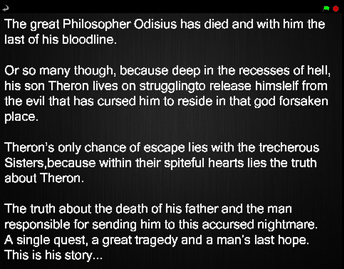 The great Philosopher Odisius has died and with him the
last of his bloodline.
Or so many though, because deep in the recesses of hell,
his son Theron lives on strugglingto release himslelf from
the evil that has cursed him to reside in that god forsaken
place.
Theron's only chance of escape lies with the trecherous
Sisters,because within their spiteful hearts lies the truth
about Theron.
The truth about the death of his father and the man
responsible for sending him to this accursed nightmare.
A single quest, a great tragedy and a man's last hope.
This is his story...